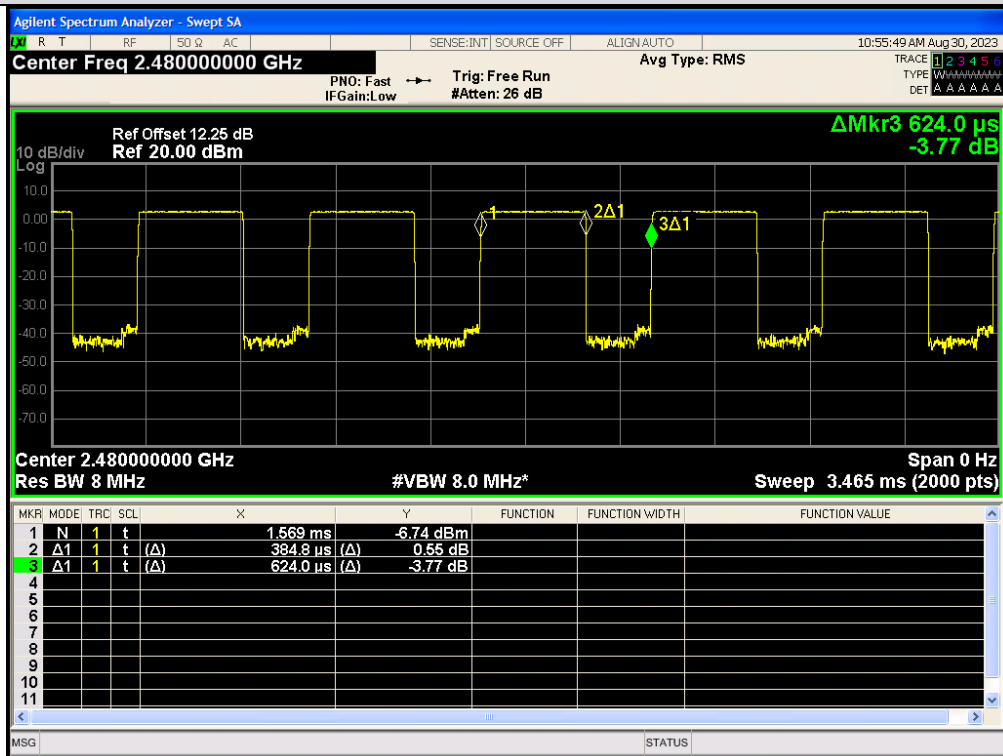 Agilent Spectrum Analyzer - Swept SA
LXI R T RF 50 Ω AC SENSE:INT SOURCE OFF ALIGN AUTO 10:55:49 AM Aug 30, 2023
Center Freq 2.480000000 GHz Avg Type: RMS TRACE 1 2 3 4 5 6
PNO: Fast Trig: Free Run TYPE W
IFGain:Low #Atten: 26 dB DET A A A A A A
ΔMkr3 624.0 µs
-3.77 dB
Ref Offset 12.25 dB
10 dB/div Ref 20.00 dBm
Log
10.0
0.00
-10.0
-20.0
-30.0
-40.0
-50.0
-60.0
-70.0
1
2Δ1
3Δ1
Center 2.480000000 GHz Span 0 Hz
Res BW 8 MHz #VBW 8.0 MHz* Sweep 3.465 ms (2000 pts)
MKR MODE TRC SCL X Y FUNCTION FUNCTION WIDTH FUNCTION VALUE
1 N 1 t 1.569 ms -6.74 dBm
2 Δ1 1 t (Δ) 384.8 µs (Δ) 0.55 dB
3 Δ1 1 t (Δ) 624.0 µs (Δ) -3.77 dB
4
5
6
7
8
9
10
11
MSG STATUS